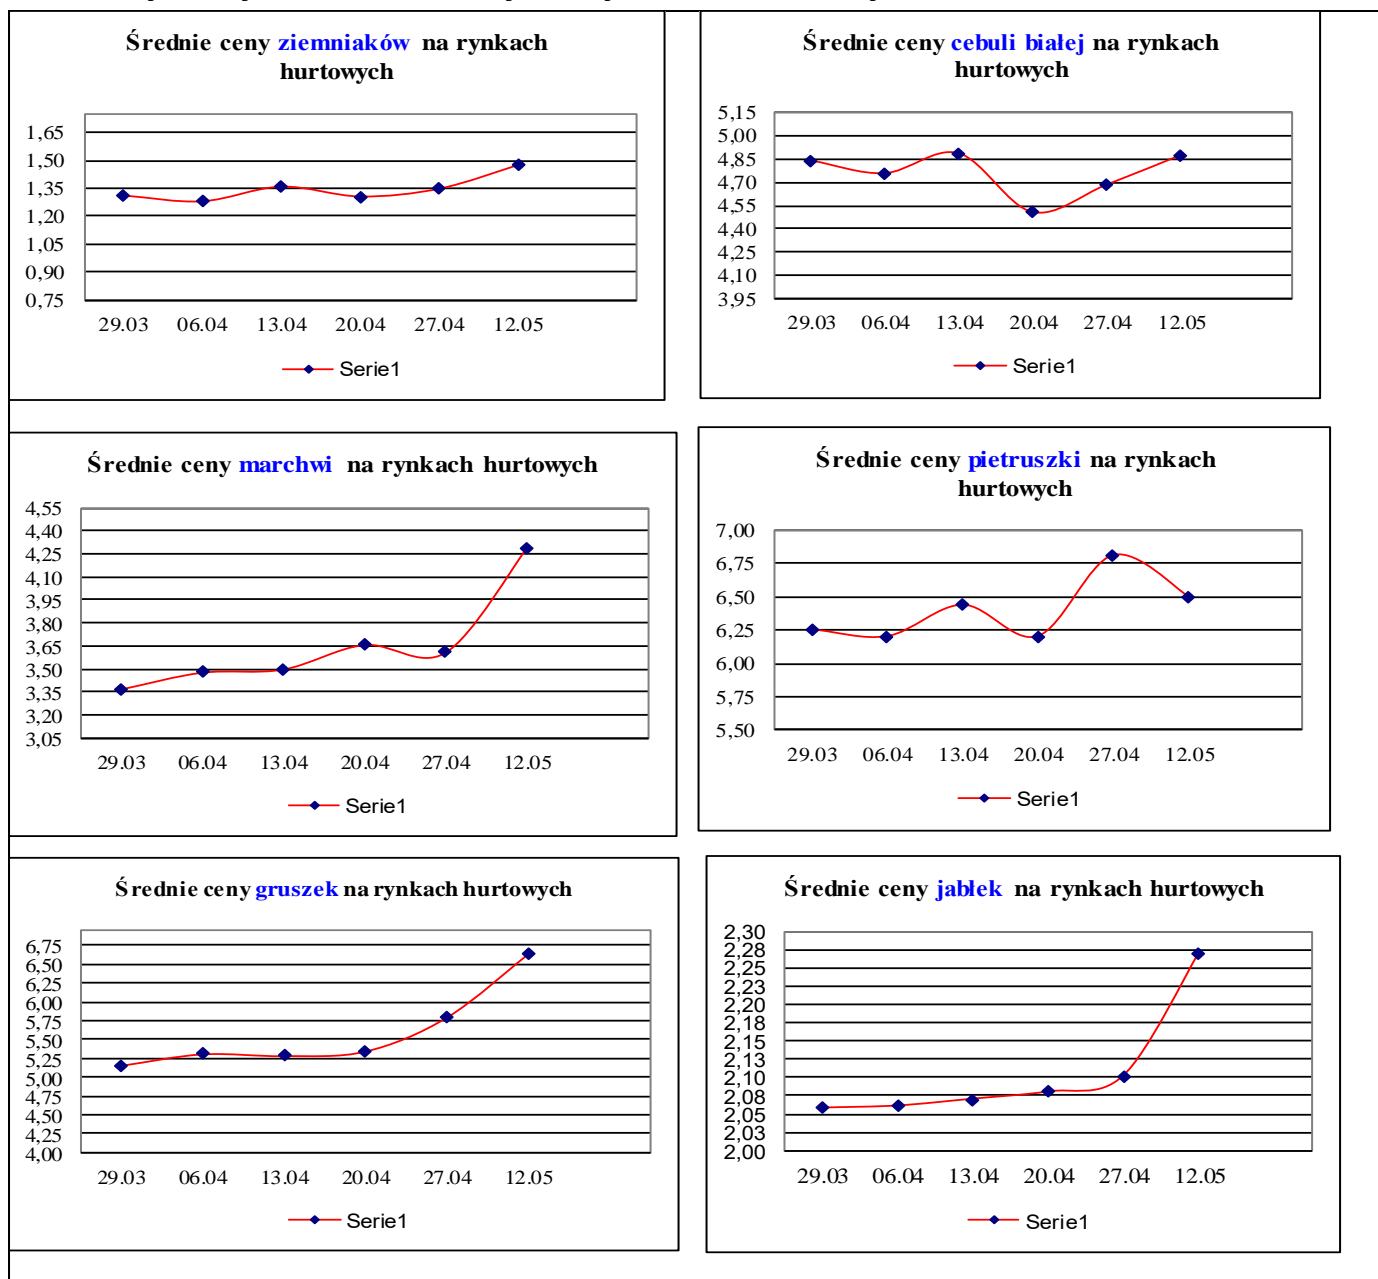 Średnie ceny ziemniaków na rynkach
hurtowych
1,65
1,50
1,35
1,20
1,05
0,90
0,75
29.03 06.04 13.04 20.04 27.04 12.05
Serie1
Średnie ceny cebuli białej na rynkach
hurtowych
5,15
5,00
4,85
4,70
4,55
4,40
4,25
4,10
3,95
29.03 06.04 13.04 20.04 27.04 12.05
Serie1
Średnie ceny marchwi na rynkach hurtowych
4,55
4,40
4,25
4,10
3,95
3,80
3,65
3,50
3,35
3,20
3,05
29.03 06.04 13.04 20.04 27.04 12.05
Serie1
Średnie ceny pietruszki na rynkach
hurtowych
7,00
6,75
6,50
6,25
6,00
5,75
5,50
29.03 06.04 13.04 20.04 27.04 12.05
Serie1
Średnie ceny gruszek na rynkach hurtowych
6,75
6,50
6,25
6,00
5,75
5,50
5,25
5,00
4,75
4,50
4,25
4,00
29.03 06.04 13.04 20.04 27.04 12.05
Serie1
Średnie ceny jabłek na rynkach hurtowych
2,30
2,28
2,25
2,23
2,20
2,18
2,15
2,13
2,10
2,08
2,05
2,03
2,00
29.03 06.04 13.04 20.04 27.04 12.05
Serie1